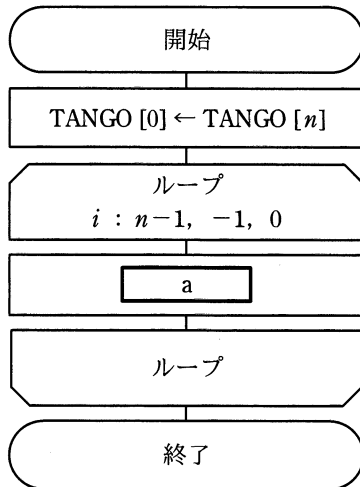 開始
TANGO [0] ← TANGO [n]
ループ
i : n−1, −1, 0
a
ループ
終了